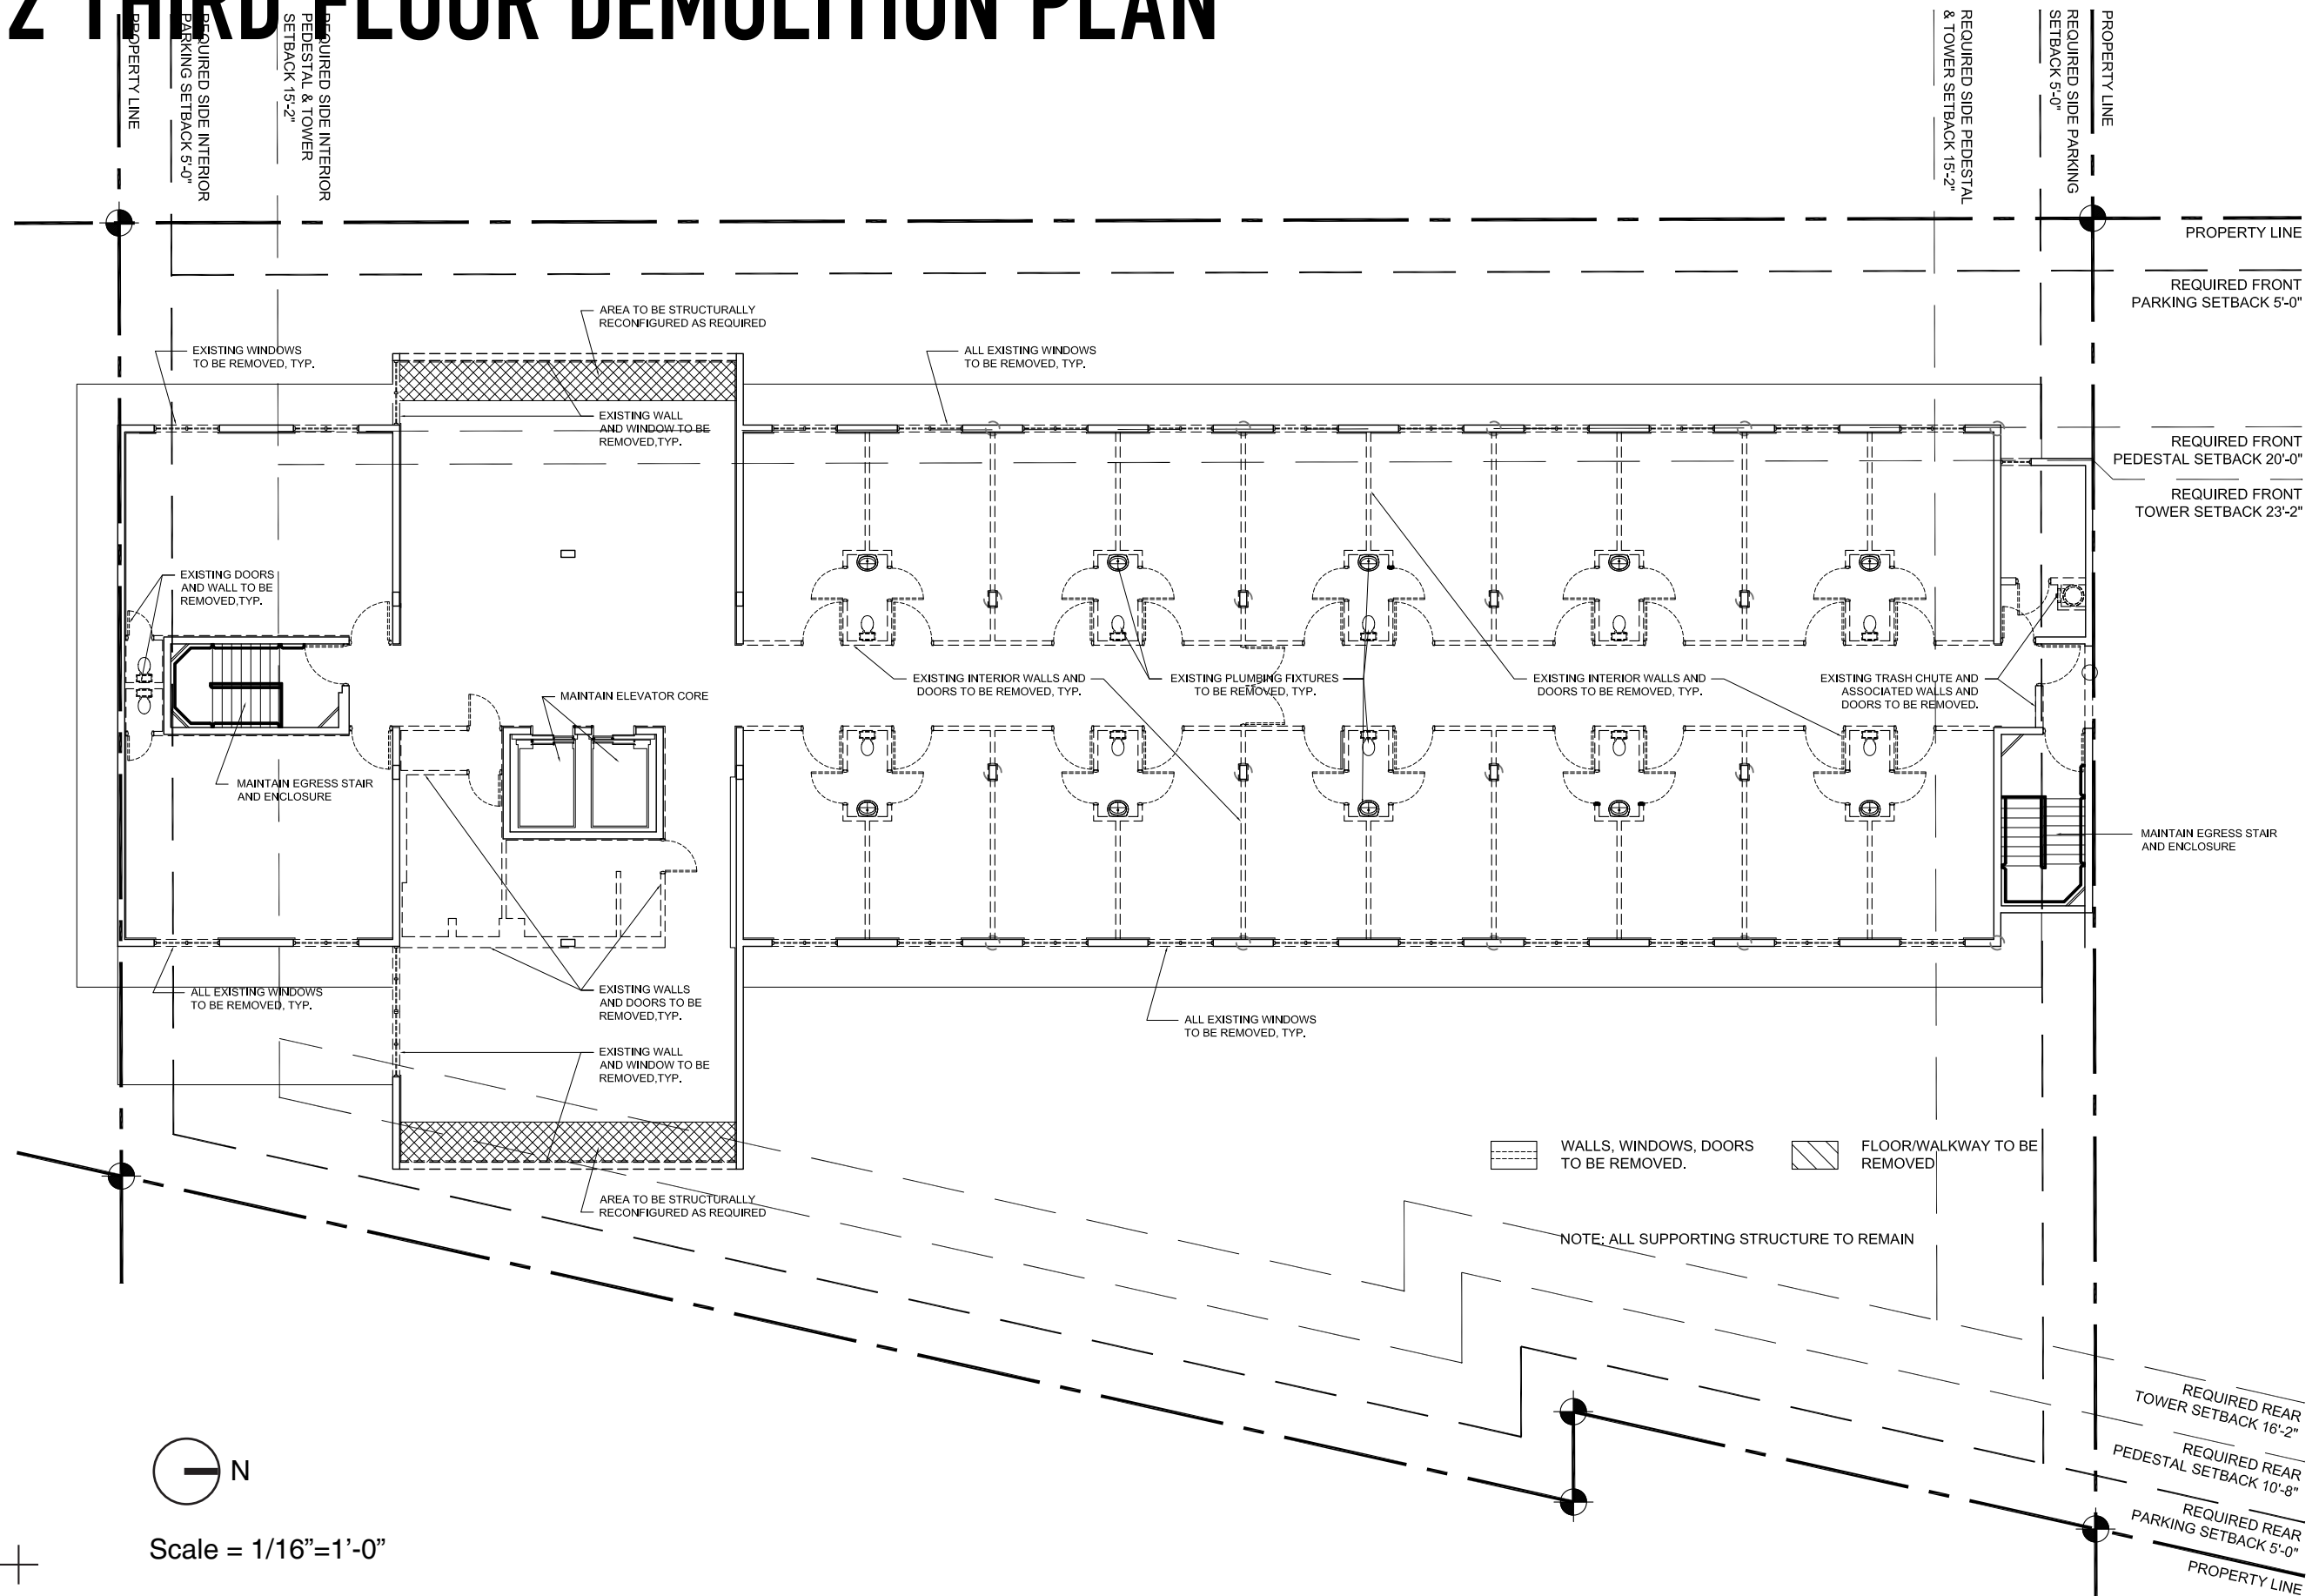 2 THIRD FLOOR DEMOLITION PLAN
PROPERTY LINE
REQUIRED SIDE INTERIOR
PARKING SETBACK 5'-0"
REQUIRED SIDE INTERIOR
PEDESTAL & TOWER
SETBACK 15'-2"
REQUIRED SIDE PEDESTAL
& TOWER SETBACK 15'-2"
REQUIRED SIDE PARKING
SETBACK 5'-0"
PROPERTY LINE
PROPERTY LINE
REQUIRED FRONT
PARKING SETBACK 5'-0"
AREA TO BE STRUCTURALLY
RECONFIGURED AS REQUIRED
EXISTING WINDOWS
TO BE REMOVED, TYP.
ALL EXISTING WINDOWS
TO BE REMOVED, TYP.
EXISTING WALL
AND WINDOW TO BE
REMOVED,TYP.
REQUIRED FRONT
PEDESTAL SETBACK 20'-0"
REQUIRED FRONT
TOWER SETBACK 23'-2"
EXISTING DOORS
AND WALL TO BE
REMOVED,TYP.
MAINTAIN ELEVATOR CORE
EXISTING INTERIOR WALLS AND
DOORS TO BE REMOVED, TYP.
EXISTING PLUMBING FIXTURES
TO BE REMOVED, TYP.
EXISTING INTERIOR WALLS AND
DOORS TO BE REMOVED, TYP.
EXISTING TRASH CHUTE AND
ASSOCIATED WALLS AND
DOORS TO BE REMOVED.
MAINTAIN EGRESS STAIR
AND ENCLOSURE
MAINTAIN EGRESS STAIR
AND ENCLOSURE
ALL EXISTING WINDOWS
TO BE REMOVED, TYP.
EXISTING WALLS
AND DOORS TO BE
REMOVED,TYP.
ALL EXISTING WINDOWS
TO BE REMOVED, TYP.
EXISTING WALL
AND WINDOW TO BE
REMOVED,TYP.
WALLS, WINDOWS, DOORS
TO BE REMOVED.
FLOOR/WALKWAY TO BE
REMOVED
AREA TO BE STRUCTURALLY
RECONFIGURED AS REQUIRED
NOTE: ALL SUPPORTING STRUCTURE TO REMAIN
REQUIRED REAR
TOWER SETBACK 16'-2"
REQUIRED REAR
PEDESTAL SETBACK 10'-8"
REQUIRED REAR
PARKING SETBACK 5'-0"
PROPERTY LINE
N
Scale = 1/16”=1’-0”